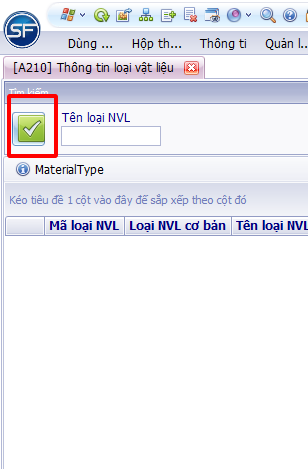 SF
Dùng ... Hộp th... Thông ti Quản l...
[A210] Thông tin loại vật liệu
Tìm kiếm
Tên loại NVL
MaterialType
Kéo tiêu đề 1 cột vào đây để sắp xếp theo cột đó
Mã loại NVL Loại NVL cơ bản Tên loại NVL